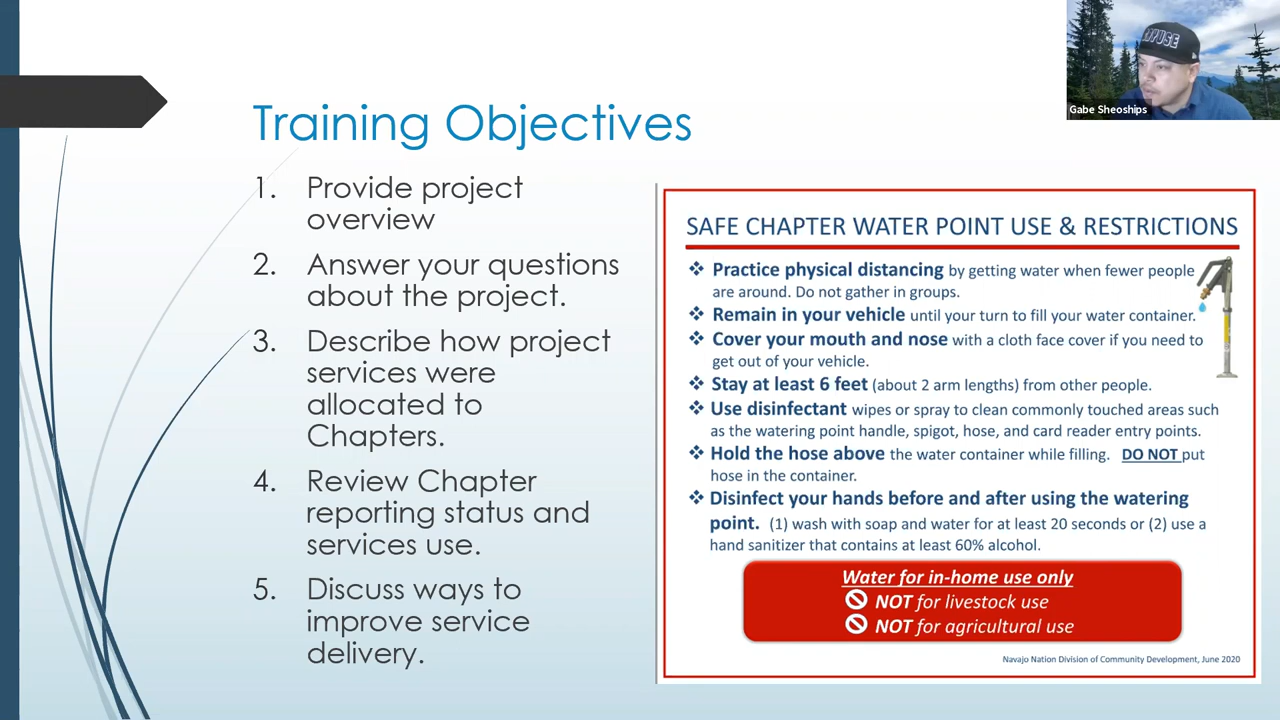 Training Objectives
1. Provide project
overview
2. Answer your questions
about the project.
3. Describe how project
services were
allocated to
Chapters.
4. Review Chapter
reporting status and
services use.
5. Discuss ways to
improve service
delivery.
Gabe Sheoships
SAFE CHAPTER WATER POINT USE & RESTRICTIONS
❖ Practice physical distancing by getting water when fewer people
are around. Do not gather in groups.
❖ Remain in your vehicle until your turn to fill your water container.
❖ Cover your mouth and nose with a cloth face cover if you need to
get out of your vehicle.
❖ Stay at least 6 feet (about 2 arm lengths) from other people.
❖ Use disinfectant wipes or spray to clean commonly touched areas such
as the watering point handle, spigot, hose, and card reader entry points.
❖ Hold the hose above the water container while filling. DO NOT put
hose in the container.
❖ Disinfect your hands before and after using the watering
point. (1) wash with soap and water for at least 20 seconds or (2) use a
hand sanitizer that contains at least 60% alcohol.
Water for in-home use only
NOT for livestock use
NOT for agricultural use
Navajo Nation Division of Community Development, June 2020